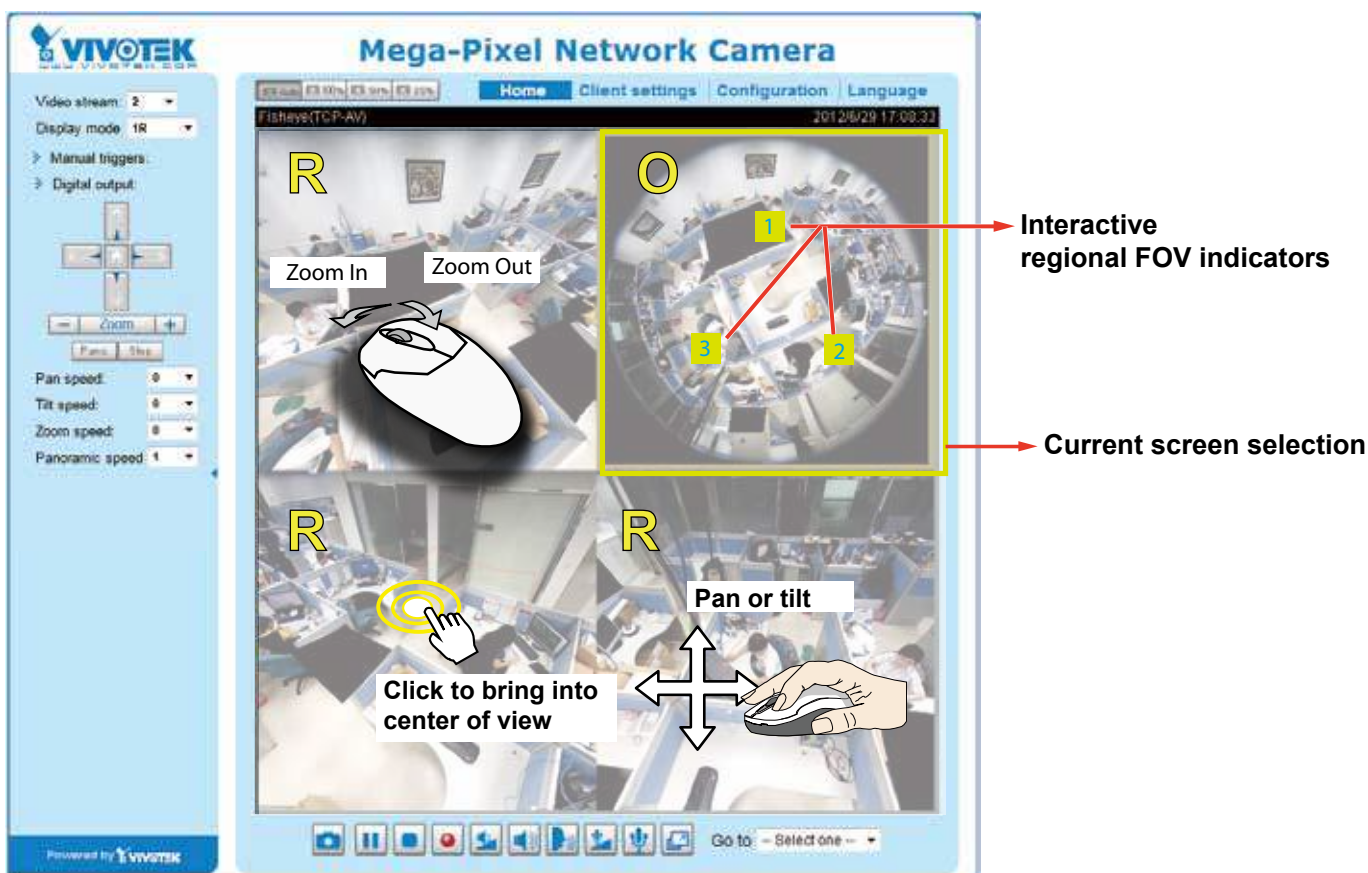 VIVOTEK
WWW.VIVOTEK.COM
Mega-Pixel Network Camera
Video stream: 2
Display mode 1R
Manual triggers:
Digital output:
Zoom
Pan speed: 0
Tilt speed: 0
Zoom speed: 0
Panoramic speed 1
Home Client settings Configuration Language
Fisheye(TCP-AV) 2012/6/29 17:08:33
R
O
Zoom In
Zoom Out
1
3
2
Interactive
regional FOV indicators
Current screen selection
R
R
Click to bring into
center of view
Pan or tilt
Go to -- Select one --
Powered by VIVOTEK